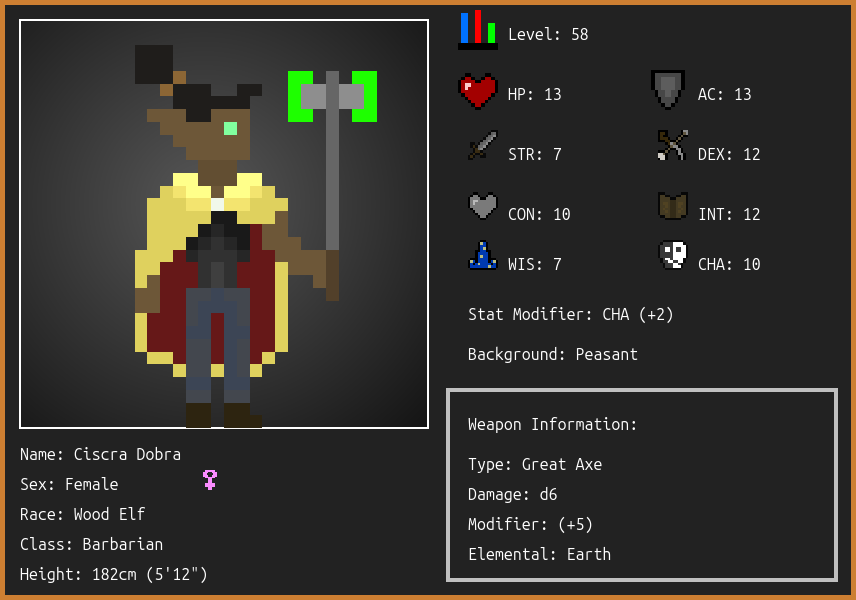 Level: 58
HP: 13
AC: 13
STR: 7
DEX: 12
CON: 10
INT: 12
WIS: 7
CHA: 10
Stat Modifier: CHA (+2)
Background: Peasant
Weapon Information:
Type: Great Axe
Damage: d6
Modifier: (+5)
Elemental: Earth
Name: Ciscra Dobra
Sex: Female
Race: Wood Elf
Class: Barbarian
Height: 182cm (5'12")